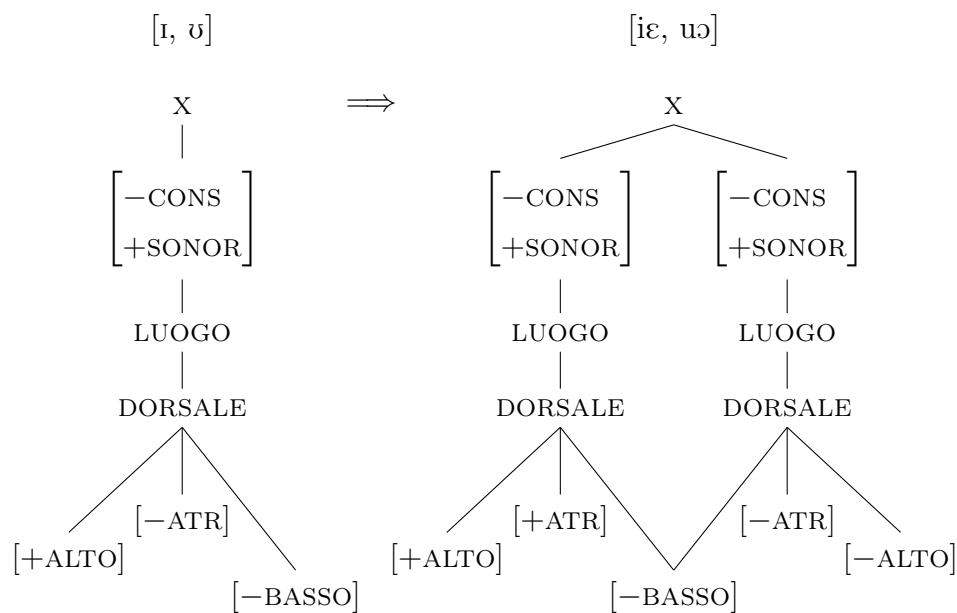 [ɪ, ʊ] [iɛ, uɔ]
X ⟹ X
[−CONS [−CONS [−CONS
+SONOR] +SONOR] +SONOR]
LUOGO LUOGO LUOGO
DORSALE DORSALE DORSALE
[−ATR] [+ATR] [−ATR]
[+ALTO] [+ALTO] [−ALTO]
[−BASSO] [−BASSO]